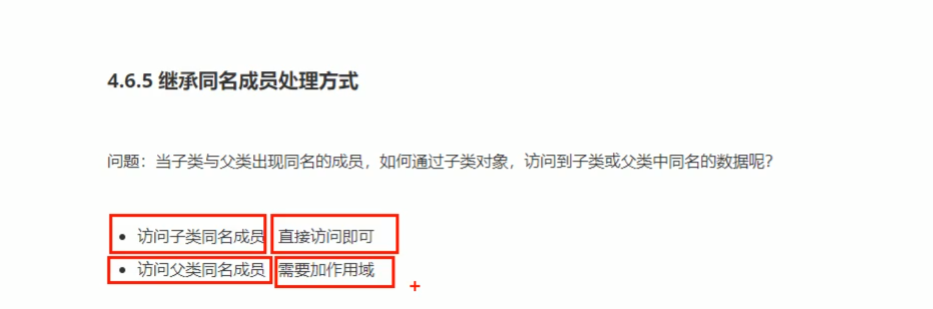 4.6.5 继承同名成员处理方式
问题：当子类与父类出现同名的成员，如何通过子类对象，访问到子类或父类中同名的数据呢？
• 访问子类同名成员 直接访问即可
• 访问父类同名成员 需要加作用域